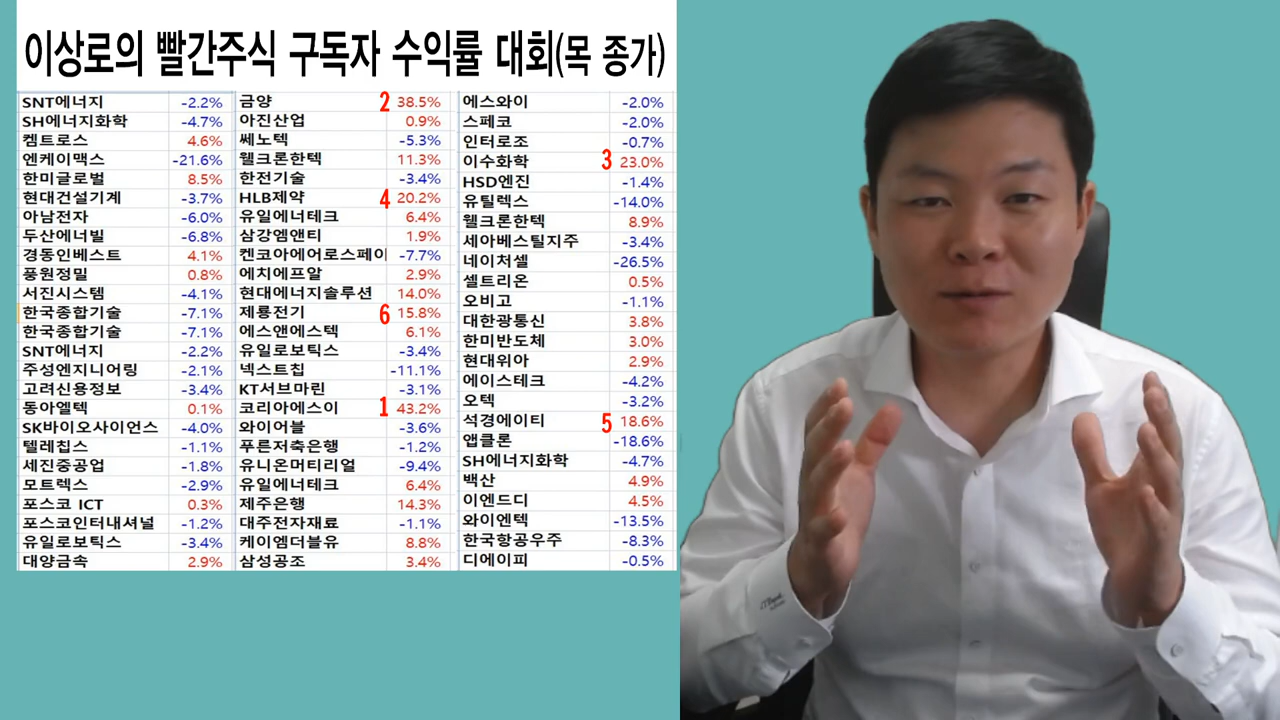 이상로의 빨간주식 구독자 수익률 대회(목 종가)
SNT에너지 -2.2%
SH에너지화학 -4.7%
켐트로스 4.6%
엔케이맥스 -21.6%
한미글로벌 8.5%
현대건설기계 -3.7%
아남전자 -6.0%
두산에너빌 -6.8%
경동인베스트 4.1%
풍원정밀 0.8%
서진시스템 -4.1%
한국종합기술 -7.1%
한국종합기술 -7.1%
SNT에너지 -2.2%
주성엔지니어링 -2.1%
고려신용정보 -3.4%
동아엘텍 0.1%
SK바이오사이언스 -4.0%
텔레칩스 -1.1%
세진중공업 -1.8%
모트렉스 -2.9%
포스코 ICT 0.3%
포스코인터내셔널 -1.2%
유일로보틱스 -3.4%
대양금속 2.9%
금양 2 38.5%
아진산업 0.9%
쎄노텍 -5.3%
웰크론한텍 11.3%
한전기술 -3.4%
HLB제약 4 20.2%
유일에너테크 6.4%
삼강엠앤티 1.9%
켄코아에어로스페이 -7.7%
에치에프알 2.9%
현대에너지솔루션 14.0%
제룡전기 6 15.8%
에스앤에스텍 6.1%
유일로보틱스 -3.4%
넥스트칩 -11.1%
KT서브마린 -3.1%
코리아에스이 1 43.2%
와이어블 -3.6%
푸른저축은행 -1.2%
유니온머티리얼 -9.4%
유일에너테크 6.4%
제주은행 14.3%
대주전자재료 -1.1%
케이엠더블유 8.8%
삼성공조 3.4%
에스와이 -2.0%
스페코 -2.0%
인터로조 -0.7%
이수화학 3 23.0%
HSD엔진 -1.4%
유틸렉스 -14.0%
웰크론한텍 8.9%
세아베스틸지주 -3.4%
네이처셀 -26.5%
셀트리온 0.5%
오비고 -1.1%
대한광통신 3.8%
한미반도체 3.0%
현대위아 2.9%
에이스테크 -4.2%
오텍 -3.2%
석경에이티 5 18.6%
앱클론 -18.6%
SH에너지화학 -4.7%
백산 4.9%
이엔드디 4.5%
와이엔텍 -13.5%
한국항공우주 -8.3%
디에이피 -0.5%